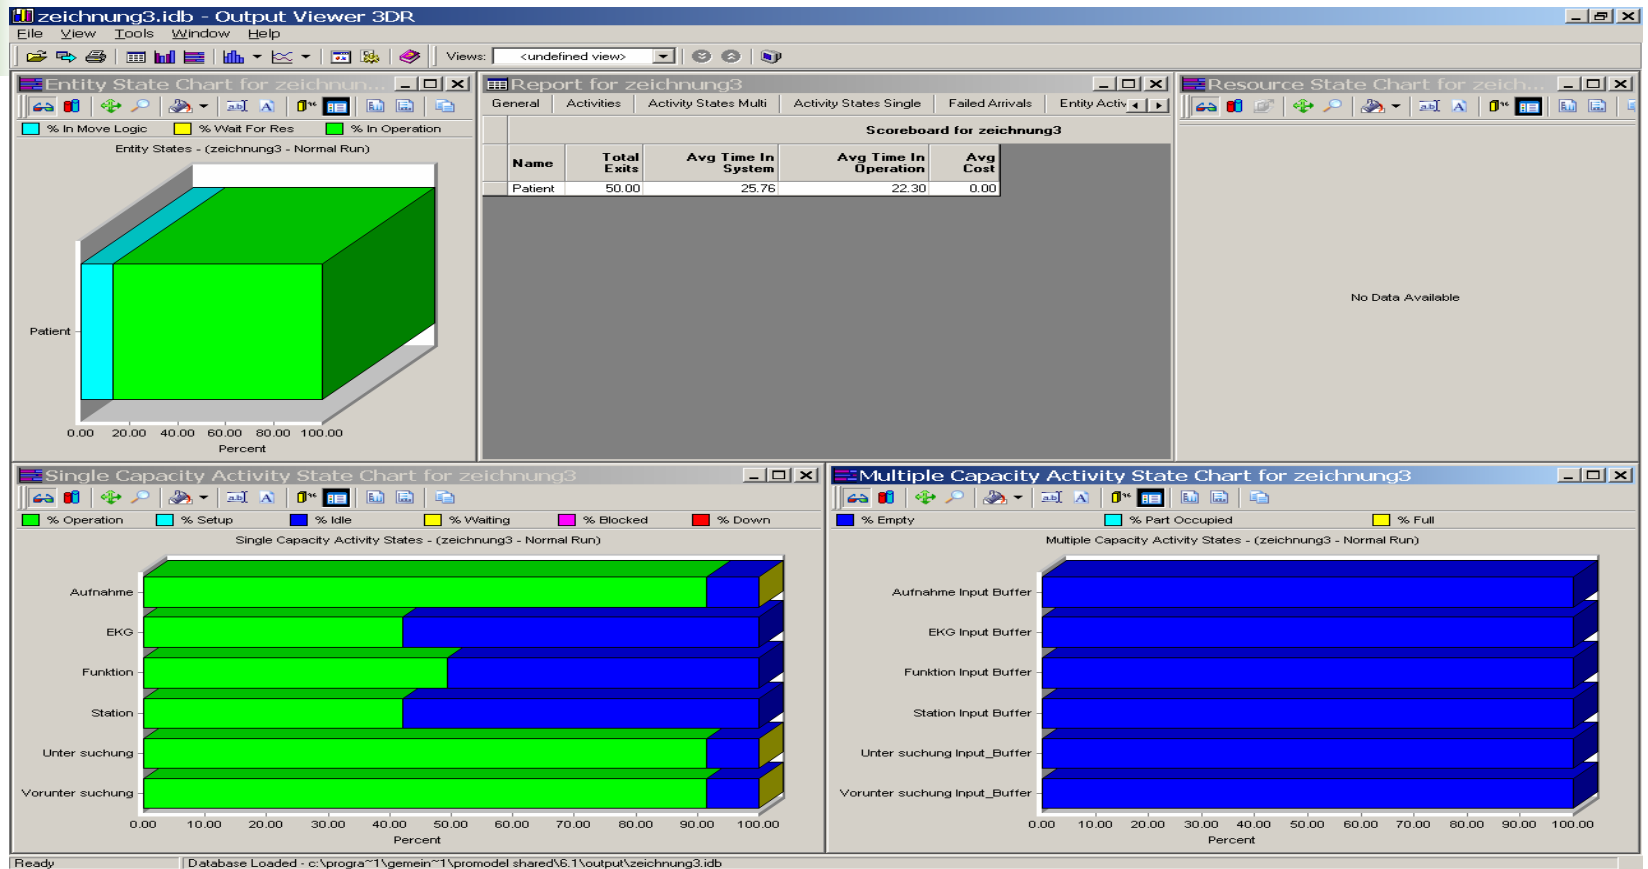 zeichnung3.idb - Output Viewer 3DR
File View Tools Window Help
Views: <undefined view>
Entity State Chart for zeichnun...
% In Move Logic % Wait For Res % In Operation
Entity States - (zeichnung3 - Normal Run)
Patient
0.00 20.00 40.00 60.00 80.00 100.00
Percent
Report for zeichnung3
General Activities Activity States Multi Activity States Single Failed Arrivals Entity Activ
Scoreboard for zeichnung3
Name Total Exits Avg Time In System Avg Time In Operation Avg Cost
Patient 50.00 25.76 22.30 0.00
Resource State Chart for zeich...
No Data Available
Single Capacity Activity State Chart for zeichnung3
% Operation % Setup % Idle % Waiting % Blocked % Down
Single Capacity Activity States - (zeichnung3 - Normal Run)
Aufnahme
EKG
Funktion
Station
Unter suchung
Vorunter suchung
0.00 10.00 20.00 30.00 40.00 50.00 60.00 70.00 80.00 90.00 100.00
Percent
Multiple Capacity Activity State Chart for zeichnung3
% Empty % Part Occupied % Full
Multiple Capacity Activity States - (zeichnung3 - Normal Run)
Aufnahme Input Buffer
EKG Input Buffer
Funktion Input Buffer
Station Input Buffer
Unter suchung Input_Buffer
Vorunter suchung Input_Buffer
0.00 10.00 20.00 30.00 40.00 50.00 60.00 70.00 80.00 90.00 100.00
Percent
Ready Database Loaded - c:\progra~1\gemein~1\promodel shared\6.1\output\zeichnung3.idb